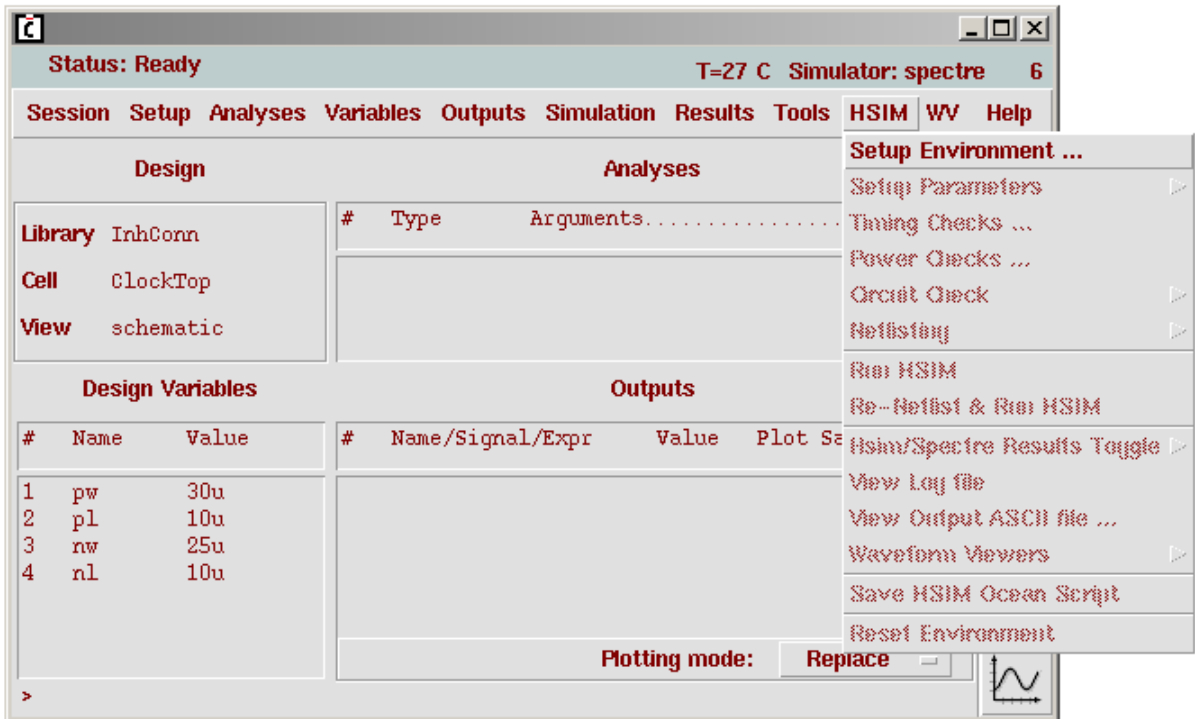 Status: Ready T=27 C Simulator: spectre 6
Session Setup Analyses Variables Outputs Simulation Results Tools HSIM WV Help
Design
Analyses
Library InhConn
Cell ClockTop
View schematic
# Type Arguments.................
Design Variables
Outputs
# Name Value
# Name/Signal/Expr Value Plot Sa
1 pw 30u
2 pl 10u
3 nw 25u
4 nl 10u
Plotting mode: Replace
>
Setup Environment ...
Setup Parameters
Timing Checks ...
Power Checks ...
Circuit Check
Netlisting
Run HSIM
Re-Netlist & Run HSIM
Hsim/Spectre Results Toggle
View Log file
View Output ASCII file ...
Waveform Viewers
Save HSIM Ocean Script
Reset Environment